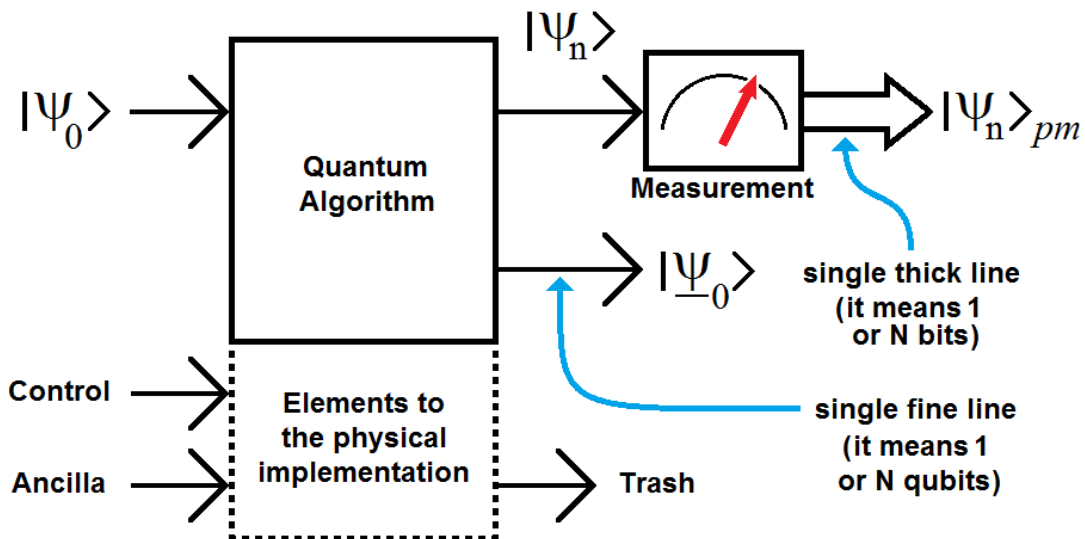 |Ψ₀⟩
Quantum
Algorithm
|Ψₙ⟩
Measurement
|Ψₙ⟩ₚₘ
|Ψ̲₀⟩
single thick line
(it means 1
or N bits)
Control
Ancilla
Elements to
the physical
implementation
Trash
single fine line
(it means 1
or N qubits)